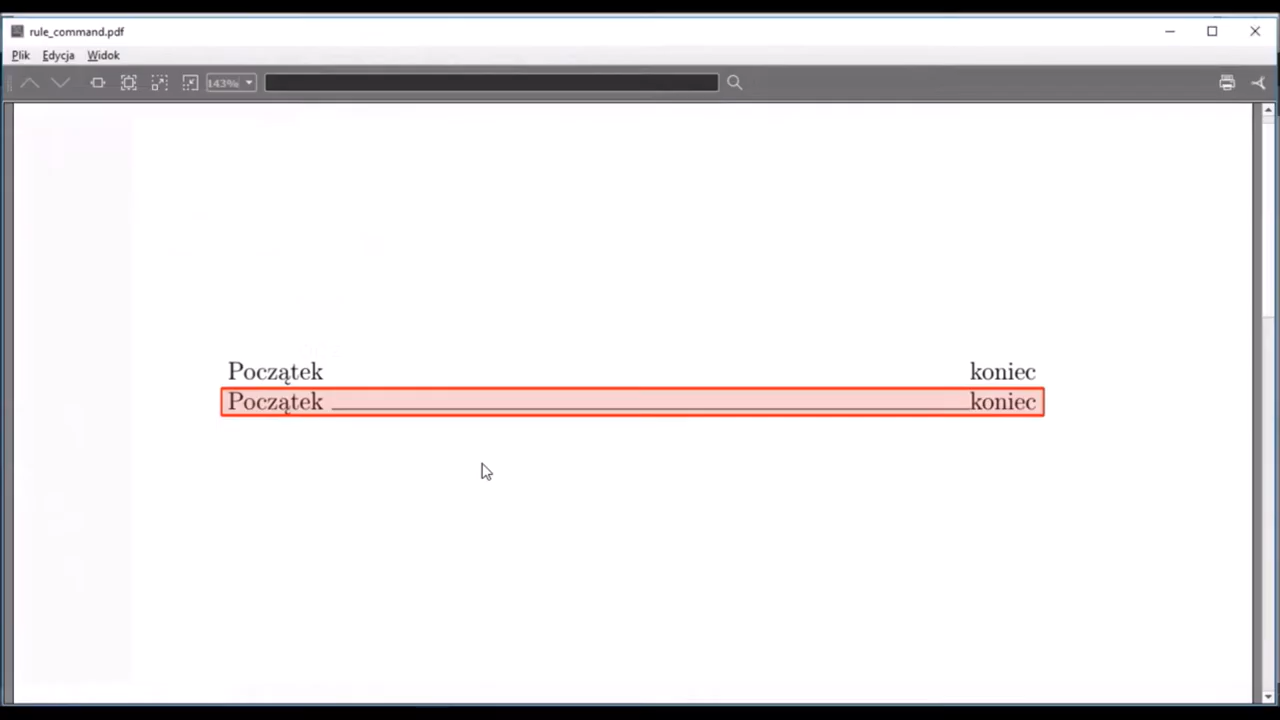 rule_command.pdf
Plik Edycja Widok
143%
Początek koniec
Początek koniec